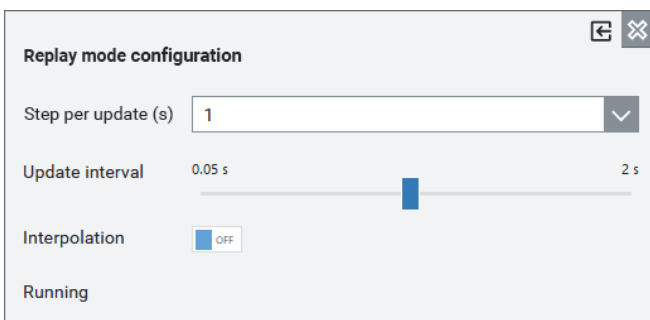 Replay mode configuration
Step per update (s) 1
Update interval 0.05 s 2 s
Interpolation OFF
Running